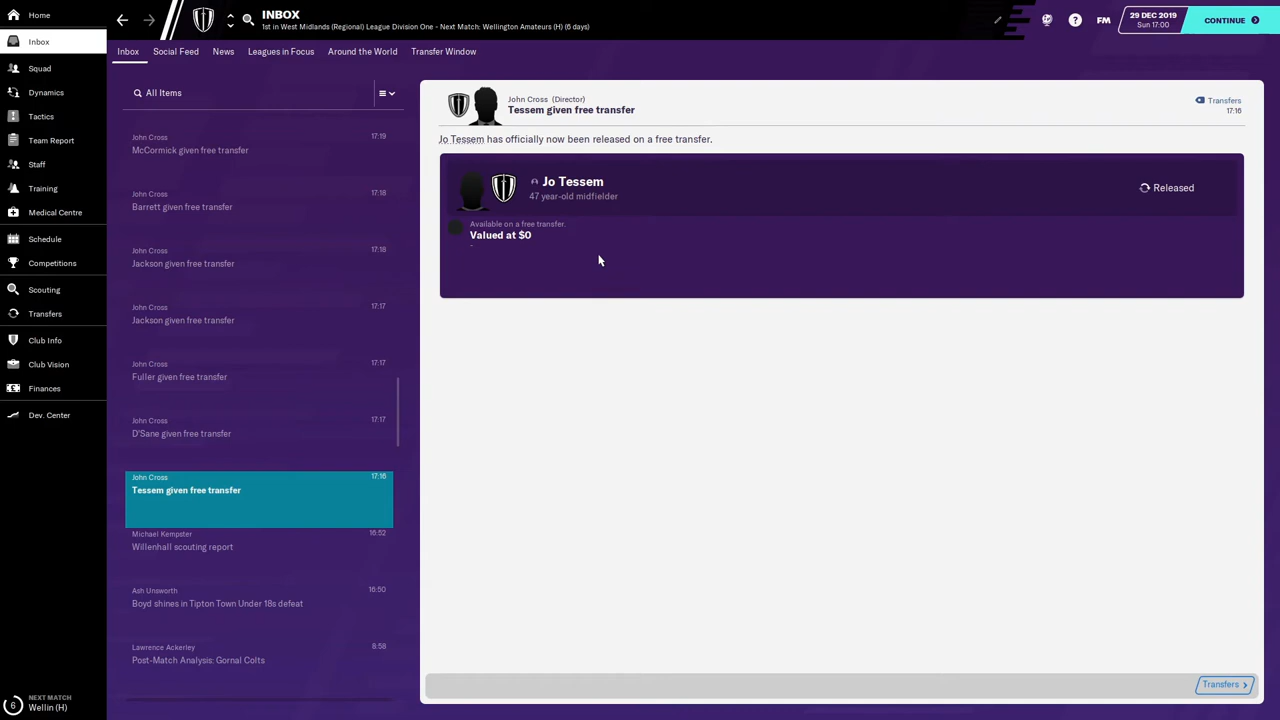 Home
Inbox
Squad
Dynamics
Tactics
Team Report
Staff
Training
Medical Centre
Schedule
Competitions
Scouting
Transfers
Club Info
Club Vision
Finances
Dev. Center
NEXT MATCH
6 Wellin (H)
INBOX
1st in West Midlands (Regional) League Division One - Next Match: Wellington Amateurs (H) (6 days)
? FM
29 DEC 2019
Sun 17:00
CONTINUE
Inbox Social Feed News Leagues in Focus Around the World Transfer Window
All Items
John Cross 17:19
McCormick given free transfer
John Cross 17:18
Barrett given free transfer
John Cross 17:18
Jackson given free transfer
John Cross 17:17
Jackson given free transfer
John Cross 17:17
Fuller given free transfer
John Cross 17:17
D'Sane given free transfer
John Cross 17:16
Tessem given free transfer
Michael Kempster 16:52
Willenhall scouting report
Ash Unsworth 16:50
Boyd shines in Tipton Town Under 18s defeat
Lawrence Ackerley 8:58
Post-Match Analysis: Gornal Colts
John Cross (Director)
Tessem given free transfer
Transfers
17:16
Jo Tessem has officially now been released on a free transfer.
Jo Tessem
47 year-old midfielder
Released
Available on a free transfer.
Valued at $0
-
Transfers